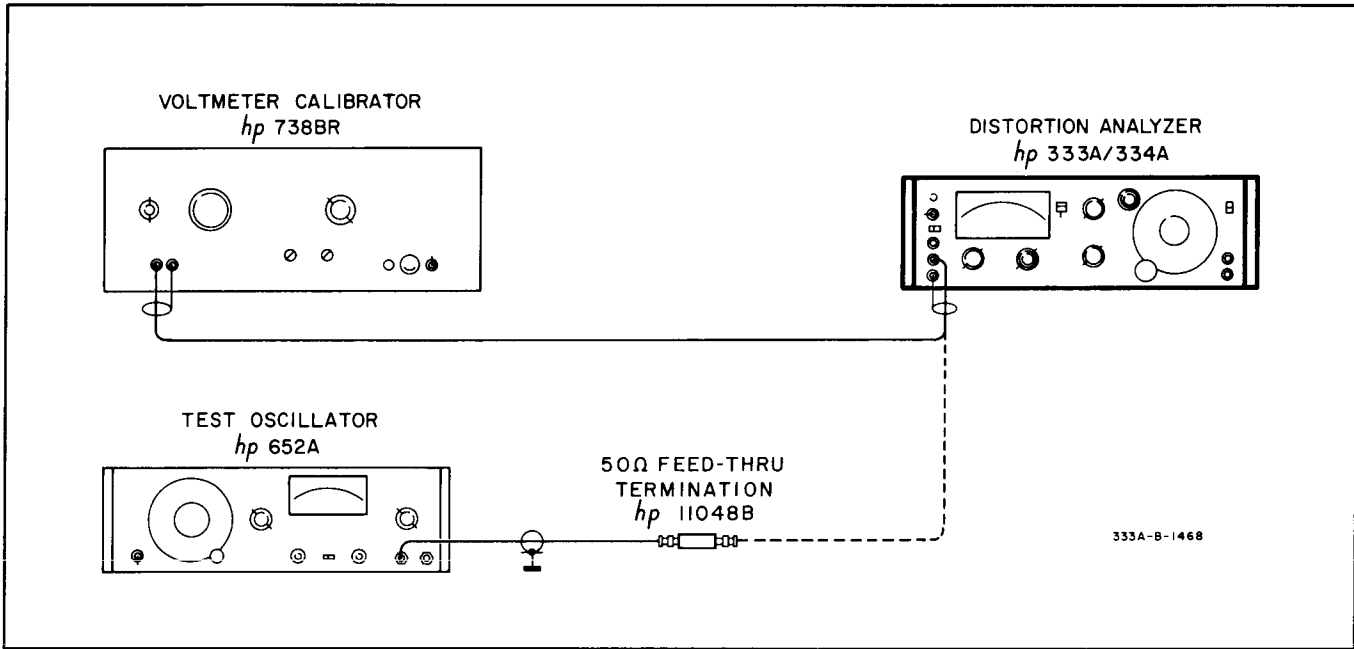 VOLTMETER CALIBRATOR
hp 738BR
DISTORTION ANALYZER
hp 333A/334A
TEST OSCILLATOR
hp 652A
50Ω FEED-THRU
TERMINATION
hp 11048B
333A-B-1468